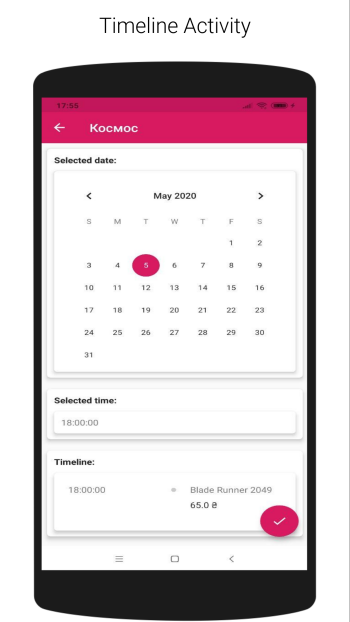 Timeline Activity
17:55
Космос
Selected date:
May 2020
S M T W T F S
1 2
3 4 5 6 7 8 9
10 11 12 13 14 15 16
17 18 19 20 21 22 23
24 25 26 27 28 29 30
31
Selected time:
18:00:00
Timeline:
18:00:00 Blade Runner 2049
65.0 ₴